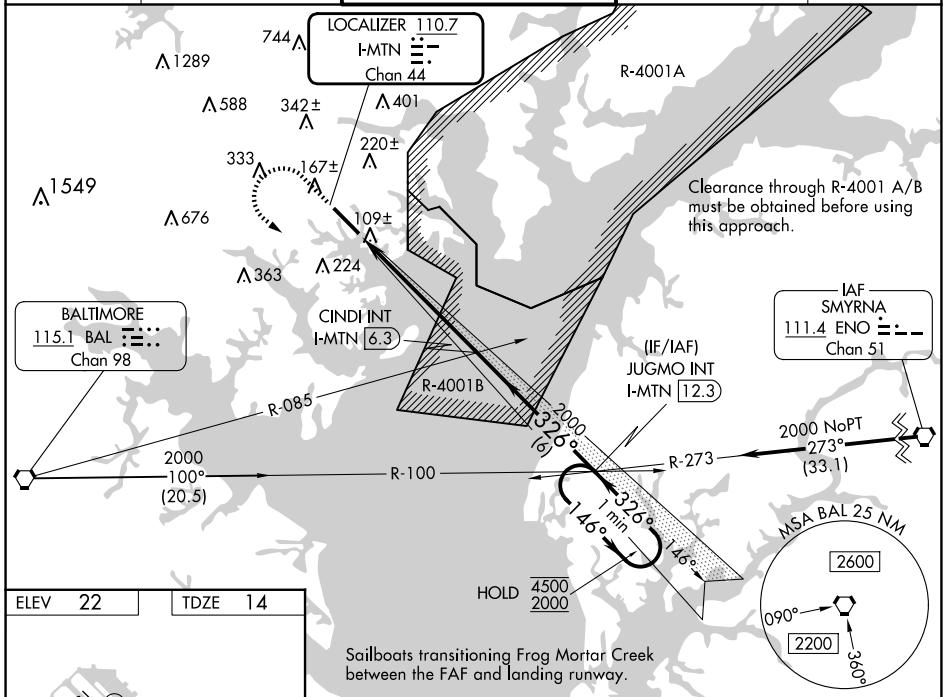 LOCALIZER 110.7
I-MTN
Chan 44
744
1289
588
342±
401
R-4001A
333
167±
220±
1549
676
109±
363
224
Clearance through R-4001 A/B
must be obtained before using
this approach.
BALTIMORE
115.1 BAL
Chan 98
CINDI INT
I-MTN 6.3
IAF
SMYRNA
111.4 ENO
Chan 51
(IF/IAF)
JUGMO INT
I-MTN 12.3
R-4001B
R-085
2000
326°
(6)
2000 NoPT
273°
(33.1)
R-273
2000
100°
(20.5)
R-100
326°
1 min
146°
146°
HOLD 4500
2000
MSA BAL 25 NM
2600
090°
2200
360°
ELEV 22
TDZE 14
Sailboats transitioning Frog Mortar Creek
between the FAF and landing runway.